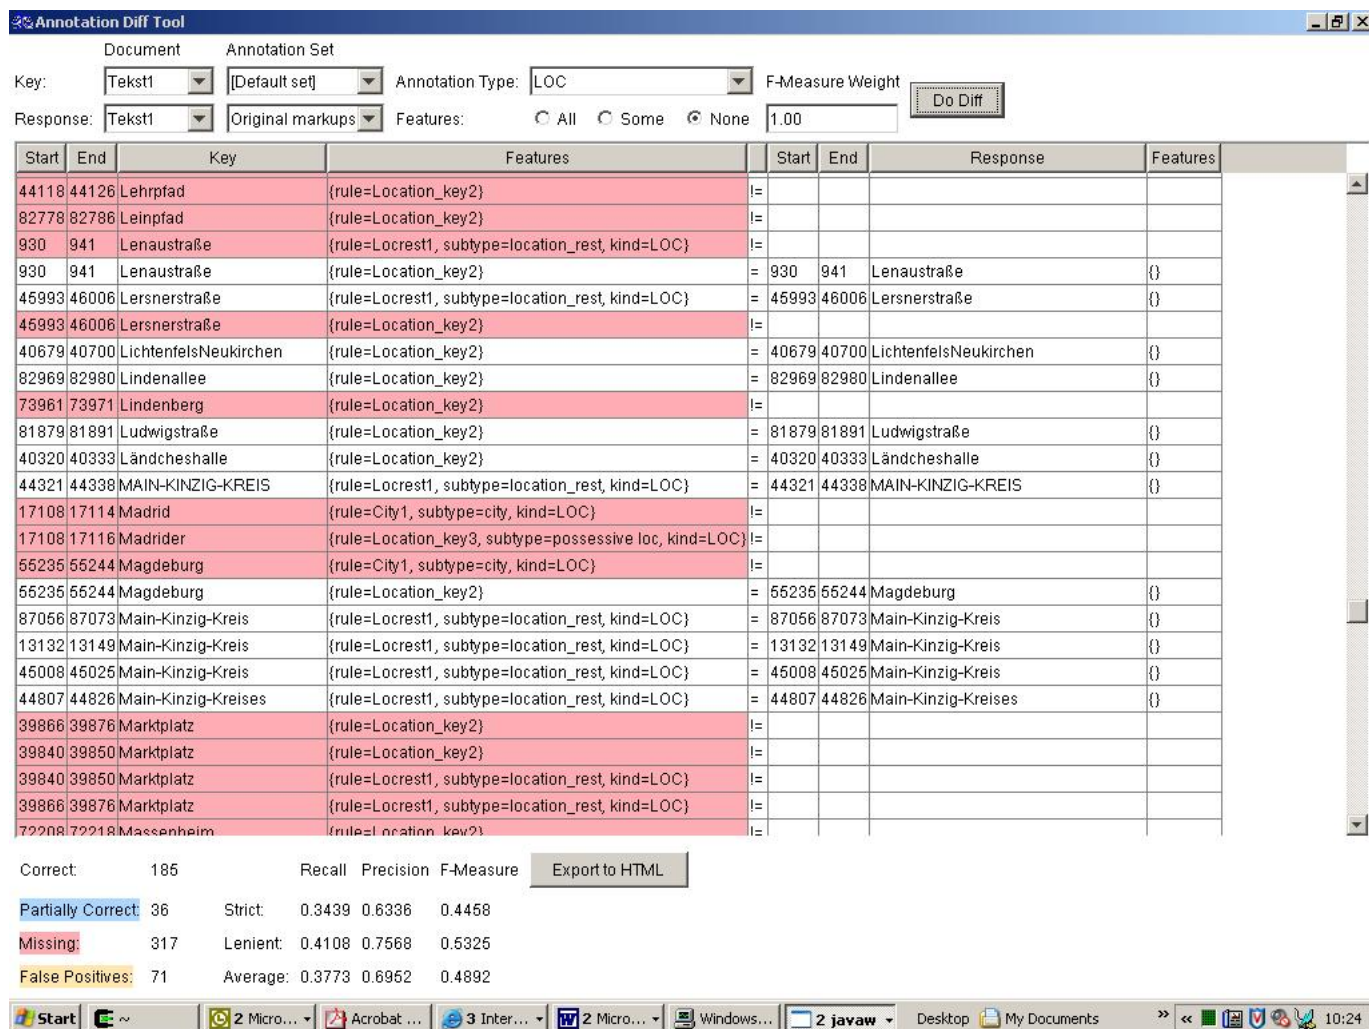 Annotation Diff Tool
Document Annotation Set
Key: Tekst1 [Default set] Annotation Type: LOC F-Measure Weight
Response: Tekst1 Original markups Features: All Some None 1.00 Do Diff
Start End Key Features Start End Response Features
44118 44126 Lehrpfad {rule=Location_key2} !=
82778 82786 Leinpfad {rule=Location_key2} !=
930 941 Lenaustraße {rule=Locrest1, subtype=location_rest, kind=LOC} !=
930 941 Lenaustraße {rule=Location_key2} = 930 941 Lenaustraße {}
45993 46006 Lersnerstraße {rule=Locrest1, subtype=location_rest, kind=LOC} = 45993 46006 Lersnerstraße {}
45993 46006 Lersnerstraße {rule=Location_key2} !=
40679 40700 LichtenfelsNeukirchen {rule=Location_key2} = 40679 40700 LichtenfelsNeukirchen {}
82969 82980 Lindenallee {rule=Location_key2} = 82969 82980 Lindenallee {}
73961 73971 Lindenberg {rule=Location_key2} !=
81879 81891 Ludwigstraße {rule=Location_key2} = 81879 81891 Ludwigstraße {}
40320 40333 Ländcheshalle {rule=Location_key2} = 40320 40333 Ländcheshalle {}
44321 44338 MAIN-KINZIG-KREIS {rule=Locrest1, subtype=location_rest, kind=LOC} = 44321 44338 MAIN-KINZIG-KREIS {}
17108 17114 Madrid {rule=City1, subtype=city, kind=LOC} !=
17108 17116 Madrider {rule=Location_key3, subtype=possessive loc, kind=LOC} !=
55235 55244 Magdeburg {rule=City1, subtype=city, kind=LOC} !=
55235 55244 Magdeburg {rule=Location_key2} = 55235 55244 Magdeburg {}
87056 87073 Main-Kinzig-Kreis {rule=Locrest1, subtype=location_rest, kind=LOC} = 87056 87073 Main-Kinzig-Kreis {}
13132 13149 Main-Kinzig-Kreis {rule=Locrest1, subtype=location_rest, kind=LOC} = 13132 13149 Main-Kinzig-Kreis {}
45008 45025 Main-Kinzig-Kreis {rule=Locrest1, subtype=location_rest, kind=LOC} = 45008 45025 Main-Kinzig-Kreis {}
44807 44826 Main-Kinzig-Kreises {rule=Locrest1, subtype=location_rest, kind=LOC} = 44807 44826 Main-Kinzig-Kreises {}
39866 39876 Marktplatz {rule=Location_key2} !=
39840 39850 Marktplatz {rule=Location_key2} !=
39840 39850 Marktplatz {rule=Locrest1, subtype=location_rest, kind=LOC} !=
39866 39876 Marktplatz {rule=Locrest1, subtype=location_rest, kind=LOC} !=
72208 72218 Massenheim {rule=Location_key2} !=
Correct: 185 Recall Precision F-Measure Export to HTML
Partially Correct: 36 Strict: 0.3439 0.6336 0.4458
Missing: 317 Lenient: 0.4108 0.7568 0.5325
False Positives: 71 Average: 0.3773 0.6952 0.4892
Start ~ 2 Micro... Acrobat ... 3 Inter... 2 Micro... Windows... 2 javaw Desktop My Documents » « 10:24